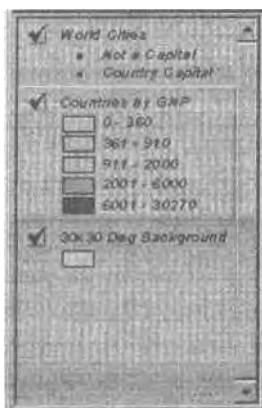 World Cities
Not a Capital
Country Capital
Countries by GNP
0 - 360
361 - 910
911 - 2000
2001 - 6000
6001 - 30270
30x30 Deg Background